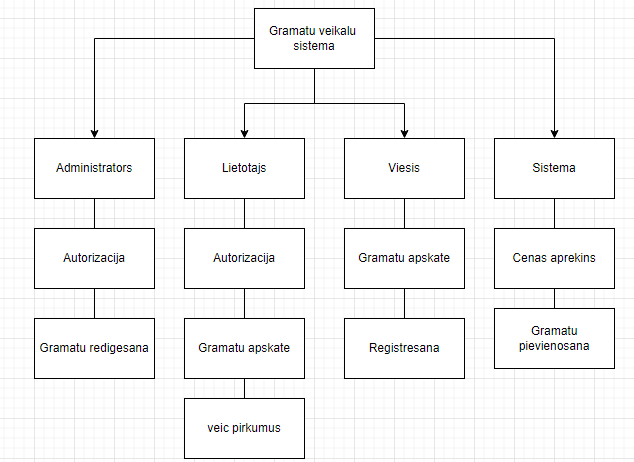 Gramatu veikalu
sistema
Administrators
Lietotajs
Viesis
Sistema
Autorizacija
Autorizacija
Gramatu apskate
Cenas aprekins
Gramatu redigesana
Gramatu apskate
Registresana
Gramatu
pievienosana
veic pirkumus